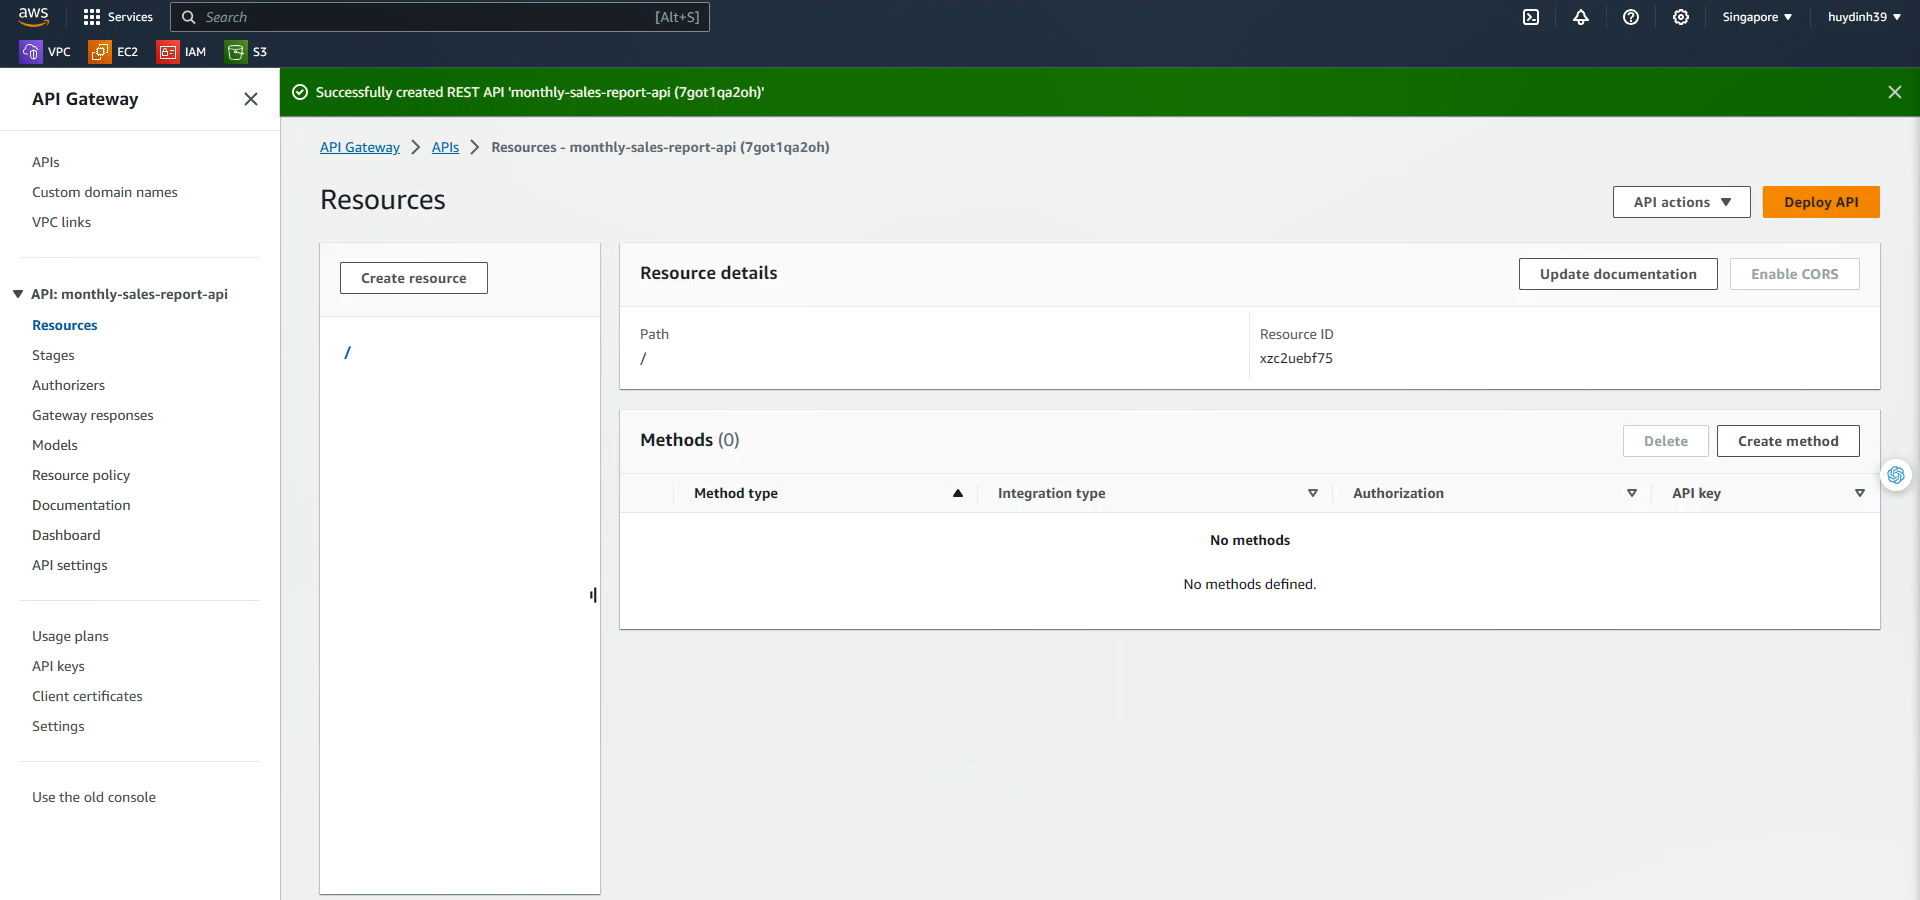 aws
Services
Search
[Alt+S]
Singapore
huydinh39
VPC
EC2
IAM
S3
API Gateway
Successfully created REST API 'monthly-sales-report-api (7got1qa2oh)'
API Gateway
APIs
Resources - monthly-sales-report-api (7got1qa2oh)
APIs
Custom domain names
VPC links
API: monthly-sales-report-api
Resources
Stages
Authorizers
Gateway responses
Models
Resource policy
Documentation
Dashboard
API settings
Usage plans
API keys
Client certificates
Settings
Use the old console
Resources
API actions
Deploy API
Create resource
/
Resource details
Update documentation
Enable CORS
Path
/
Resource ID
xzc2uebf75
Methods (0)
Delete
Create method
Method type
Integration type
Authorization
API key
No methods
No methods defined.